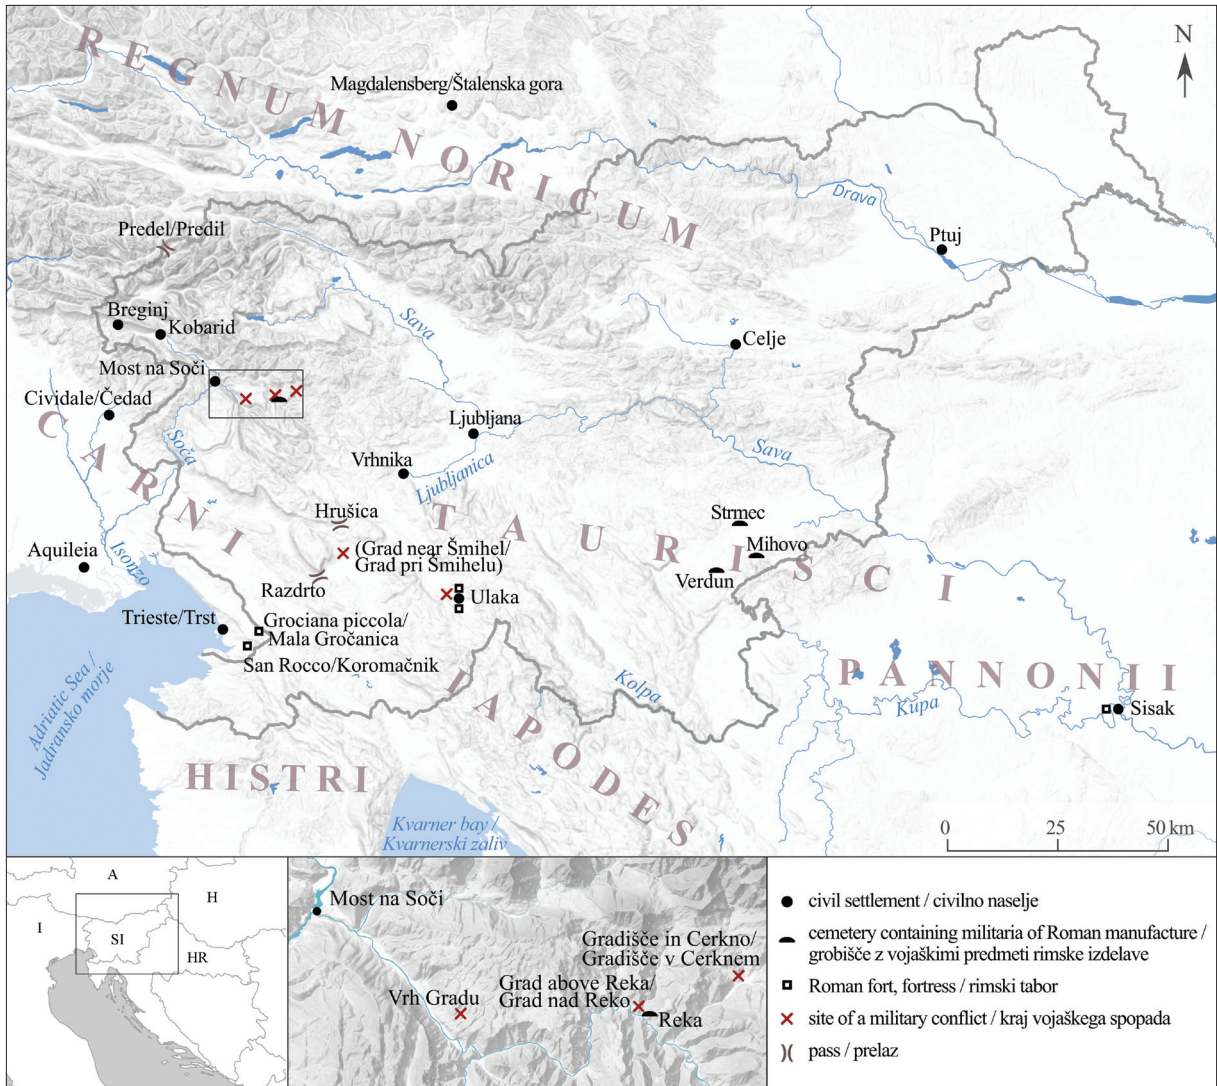 N
REGNUM NORICUM
Magdalensberg/Štalenska gora
Drava
Ptuj
Predel/Predil
Breginj
Kobarid
Sava
Celje
Most na Soči
Cividale/Čedad
CARNI
Soča
Ljubljana
Vrhnika
Ljubljanica
Sava
TAURISCI
Hrušica
Strmec
(Grad near Šmihel/
Grad pri Šmihelu)
Mihovo
Aquileia
Isonzo
Razdrto
Verdun
Ulaka
Trieste/Trst
Grociana piccola/
Mala Gročanica
San Rocco/Koromačnik
Adriatic Sea /
Jadransko morje
IAPODES
Kolpa
PANNONII
Kupa
Sisak
HISTRI
Kvarner bay /
Kvarnerski zaliv
0 25 50 km
A
H
I
SI
HR
Most na Soči
Gradišče in Cerkno/
Gradišče v Cerknem
Grad above Reka/
Grad nad Reko
Vrh Gradu
Reka
civil settlement / civilno naselje
cemetery containing militaria of Roman manufacture /
grobišče z vojaškimi predmeti rimske izdelave
Roman fort, fortress / rimski tabor
site of a military conflict / kraj vojaškega spopada
pass / prelaz